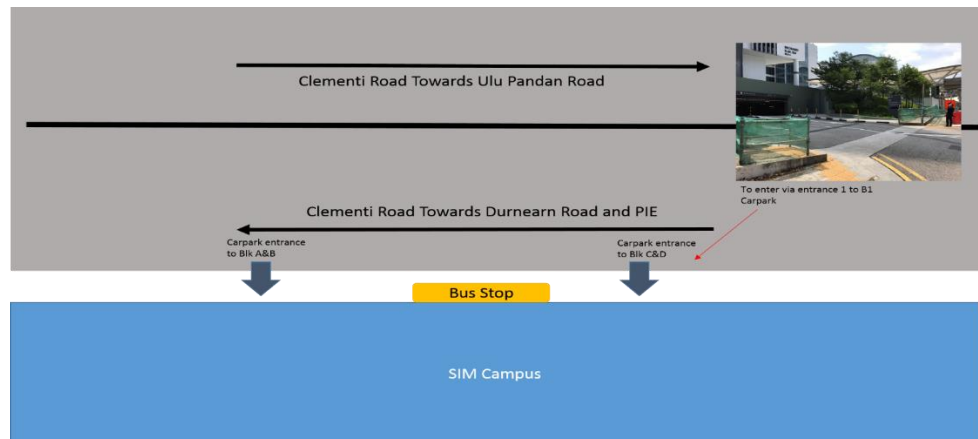 Clementi Road Towards Ulu Pandan Road
To enter via entrance 1 to B1
Carpark
Clementi Road Towards Durnearn Road and PIE
Carpark entrance
to Blk A&B
Carpark entrance
to Blk C&D
Bus Stop
SIM Campus